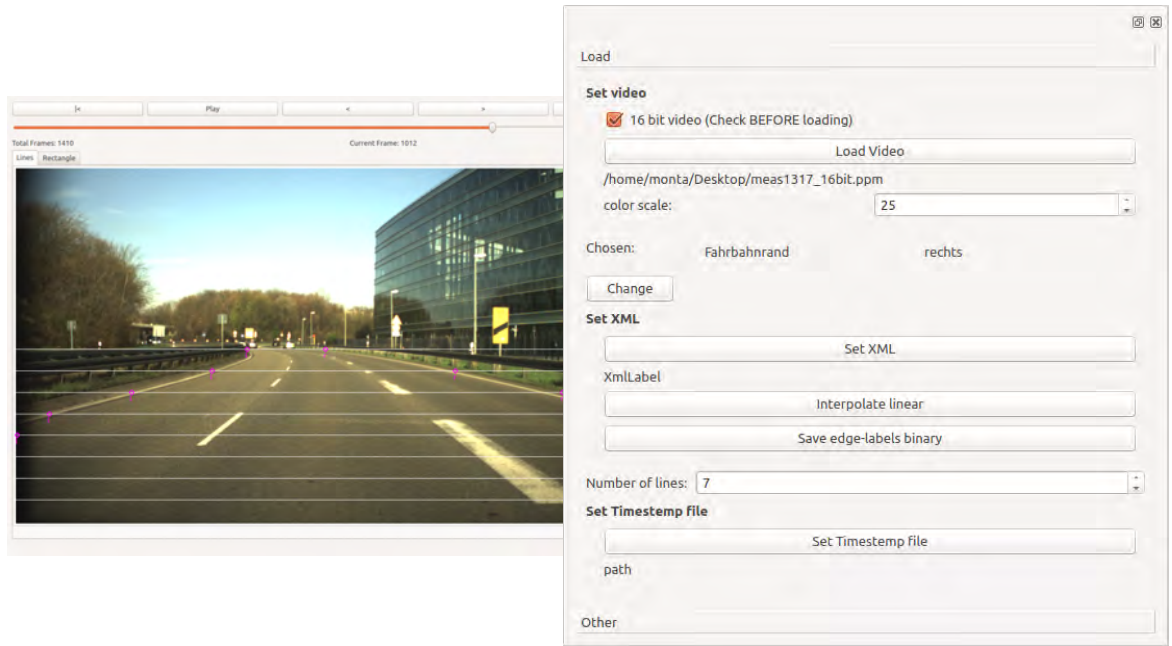 |<
Play
<
>
Total Frames: 1410
Current Frame: 1012
Lines
Rectangle
Load
Set video
16 bit video (Check BEFORE loading)
Load Video
/home/monta/Desktop/meas1317_16bit.ppm
color scale:
25
Chosen:
Fahrbahnrand
rechts
Change
Set XML
Set XML
XmlLabel
Interpolate linear
Save edge-labels binary
Number of lines:
7
Set Timestemp file
Set Timestemp file
path
Other